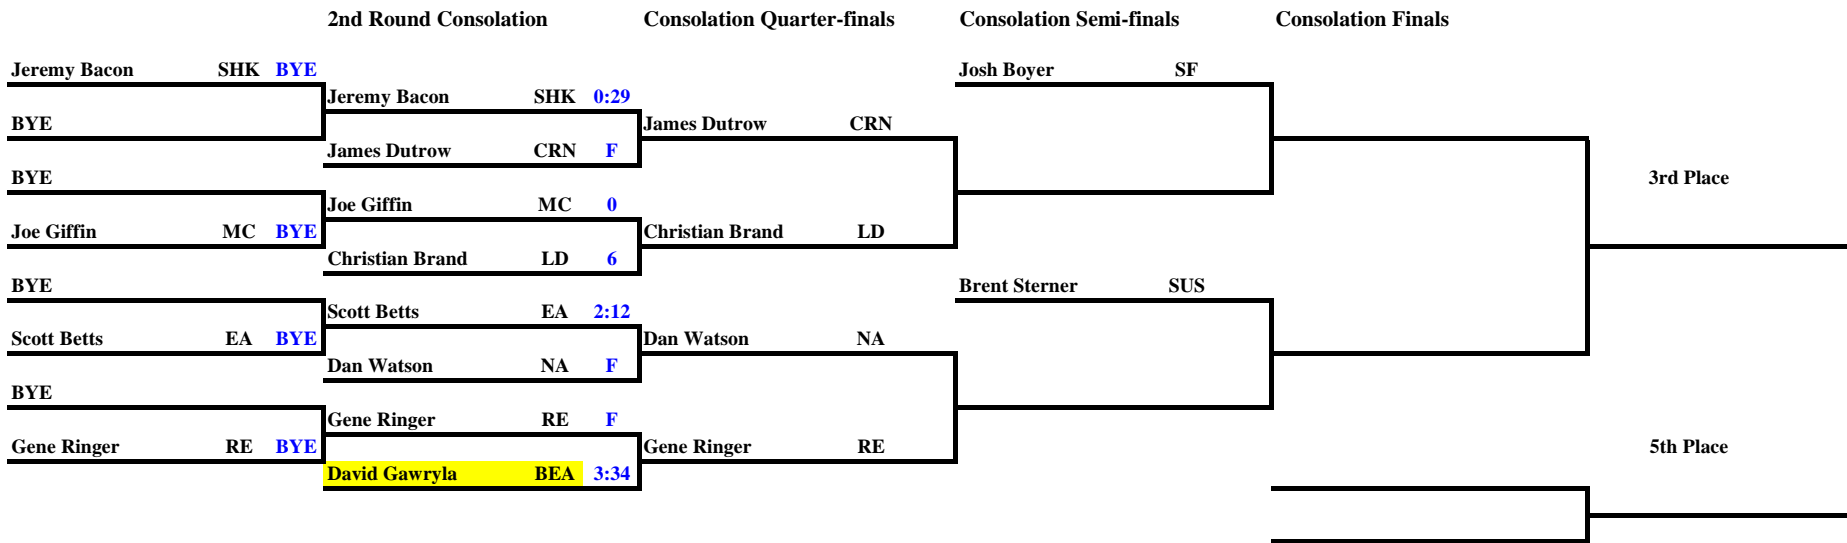 2nd Round Consolation Consolation Quarter-finals Consolation Semi-finals Consolation Finals
Jeremy Bacon SHK BYE Josh Boyer SF
Jeremy Bacon SHK 0:29
BYE James Dutrow CRN
James Dutrow CRN F
BYE 3rd Place
Joe Giffin MC 0
Joe Giffin MC BYE Christian Brand LD
Christian Brand LD 6
BYE Brent Sterner SUS
Scott Betts EA 2:12
Scott Betts EA BYE Dan Watson NA
Dan Watson NA F
BYE
Gene Ringer RE F
Gene Ringer RE BYE Gene Ringer RE 5th Place
David Gawryla BEA 3:34